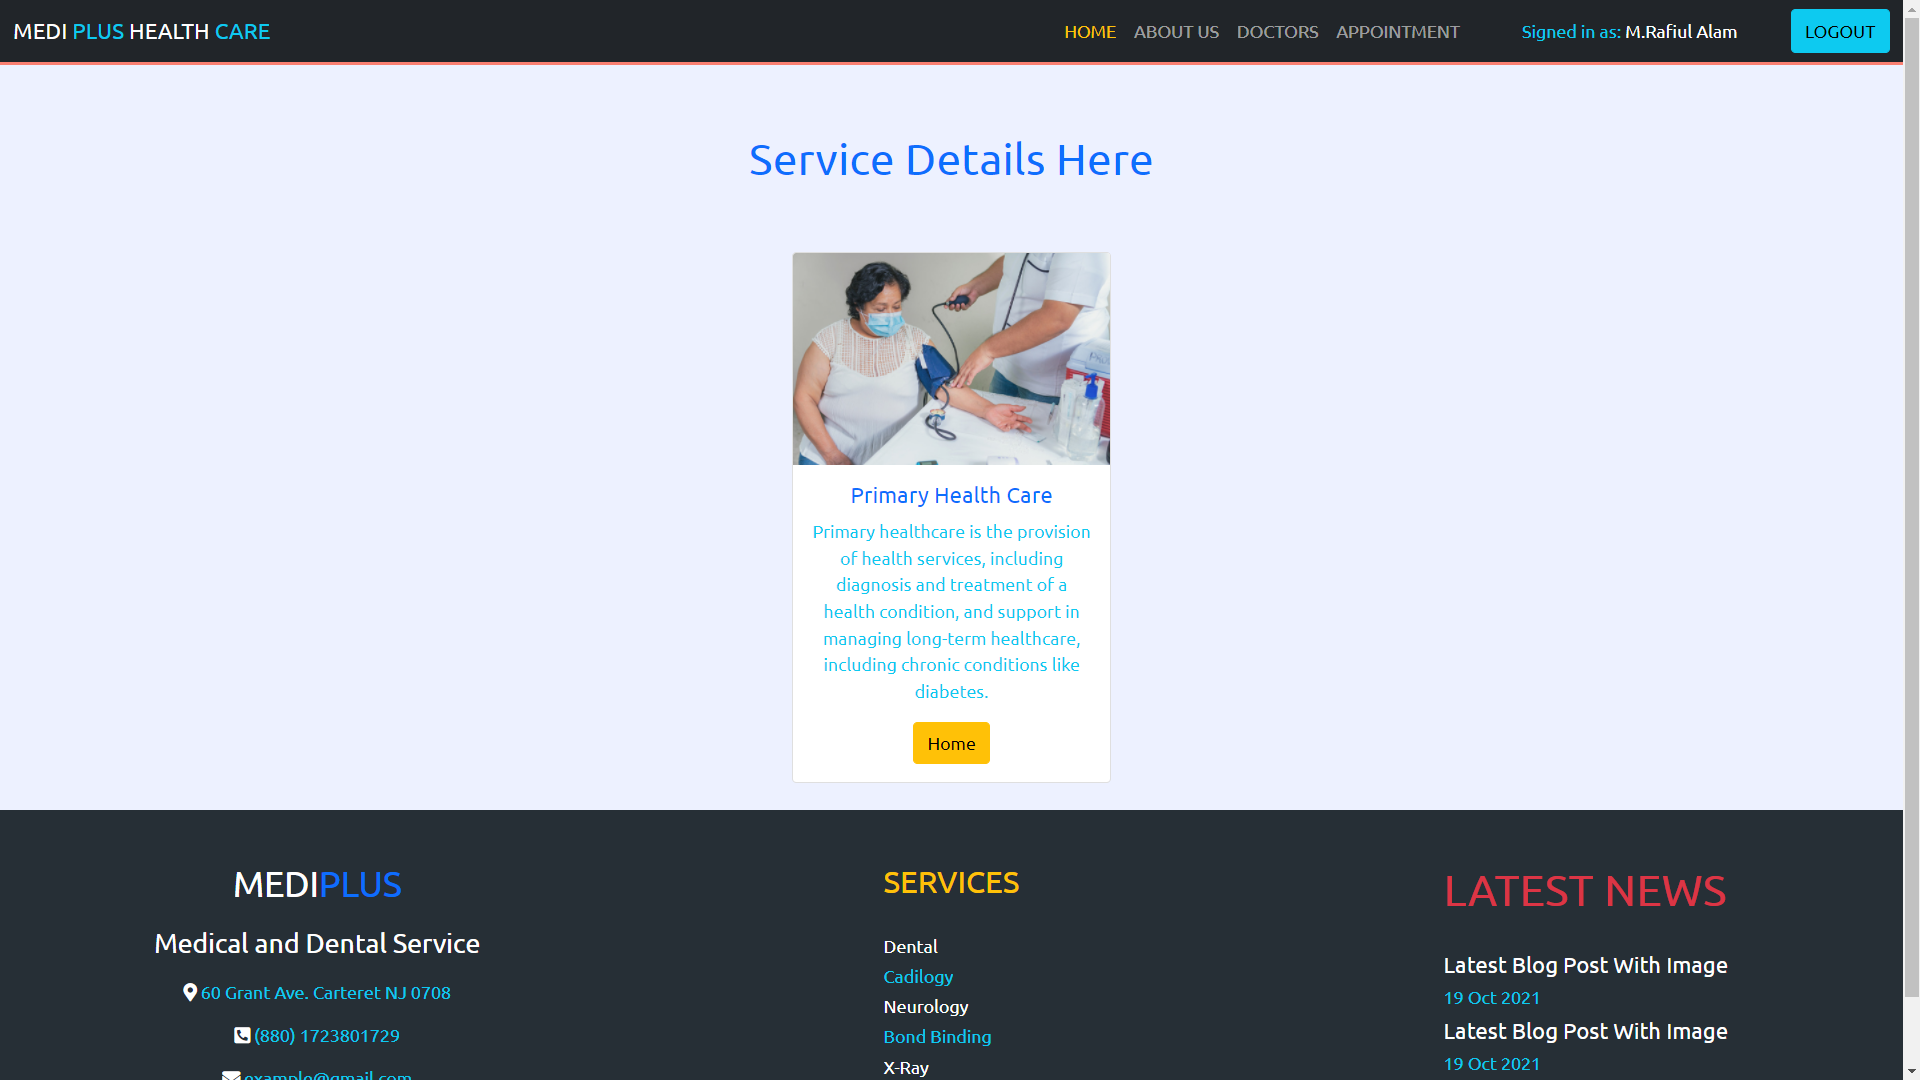 MEDI PLUS HEALTH CARE
HOME ABOUT US DOCTORS APPOINTMENT Signed in as: M.Rafiul Alam LOGOUT
Service Details Here
Primary Health Care
Primary healthcare is the provision
of health services, including
diagnosis and treatment of a
health condition, and support in
managing long-term healthcare,
including chronic conditions like
diabetes.
Home
MEDIPLUS
Medical and Dental Service
60 Grant Ave. Carteret NJ 0708
(880) 1723801729
example@gmail.com
SERVICES
Dental
Cadilogy
Neurology
Bond Binding
X-Ray
LATEST NEWS
Latest Blog Post With Image
19 Oct 2021
Latest Blog Post With Image
19 Oct 2021